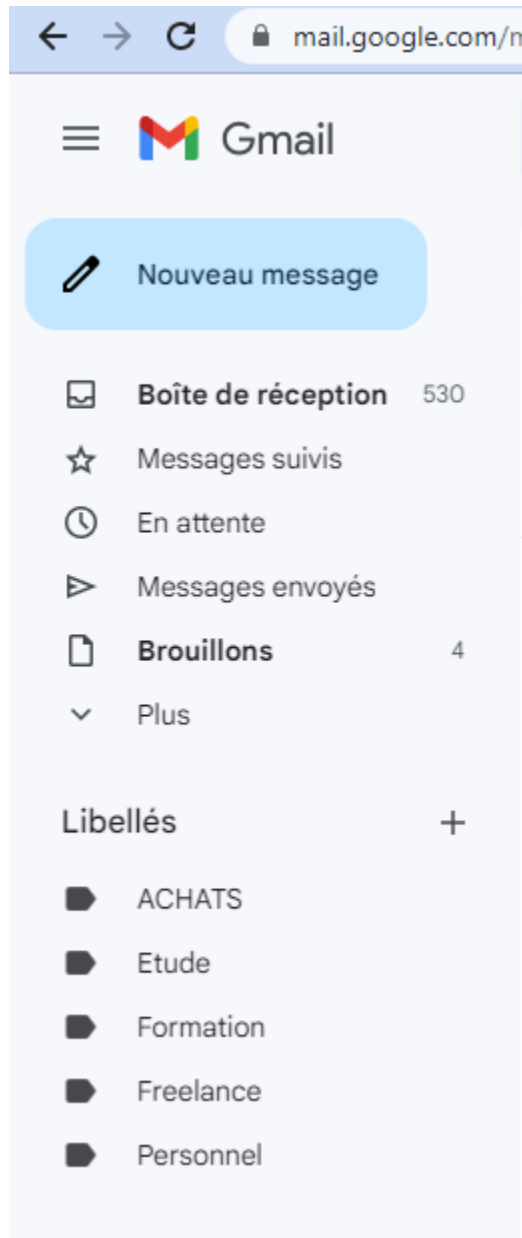 mail.google.com/
Gmail
Nouveau message
Boîte de réception 530
Messages suivis
En attente
Messages envoyés
Brouillons 4
Plus
Libellés
ACHATS
Etude
Formation
Freelance
Personnel